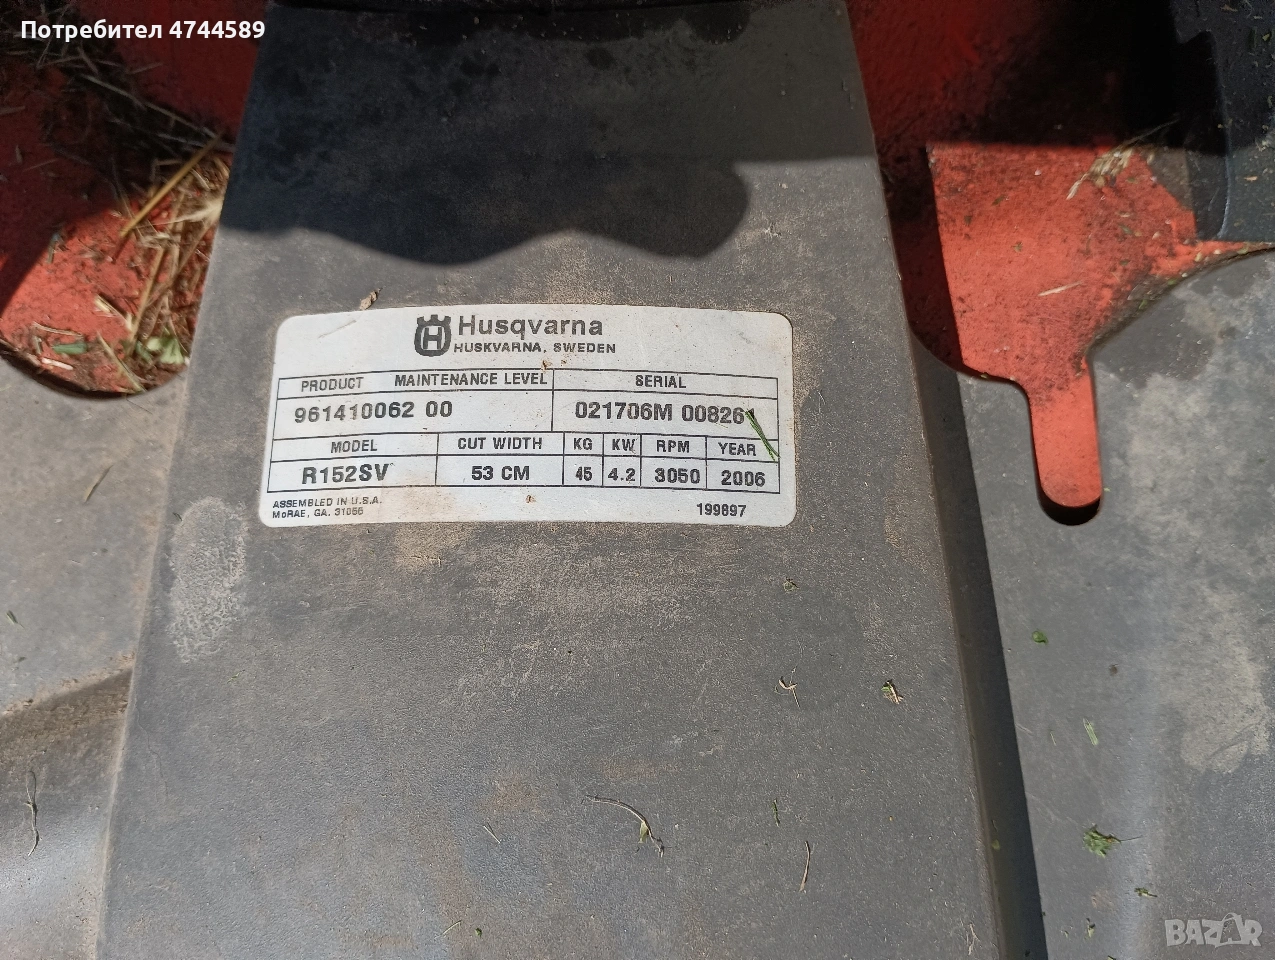 Потребител 4744589
Husqvarna
HUSKVARNA, SWEDEN
PRODUCT MAINTENANCE LEVEL SERIAL
961410062 00 021706M 00826
MODEL CUT WIDTH KG KW RPM YEAR
R152SV 53 CM 45 4.2 3050 2006
ASSEMBLED IN U.S.A.
McRAE, GA. 31055 199897
BAZAR